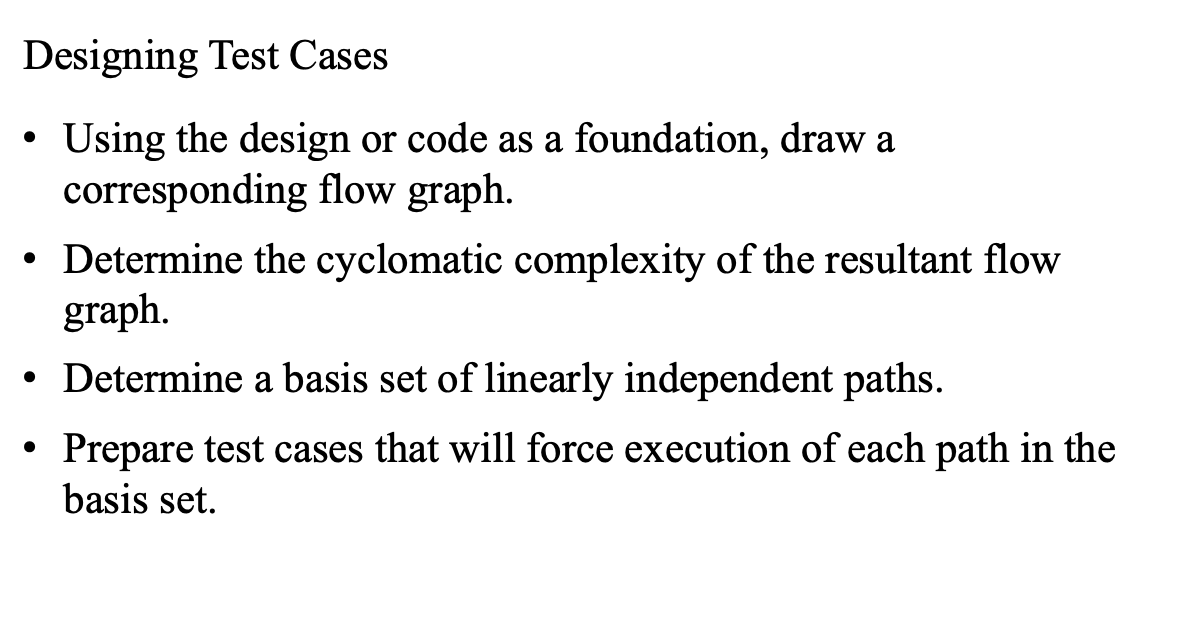 Designing Test Cases
• Using the design or code as a foundation, draw a
corresponding flow graph.
• Determine the cyclomatic complexity of the resultant flow
graph.
• Determine a basis set of linearly independent paths.
• Prepare test cases that will force execution of each path in the
basis set.